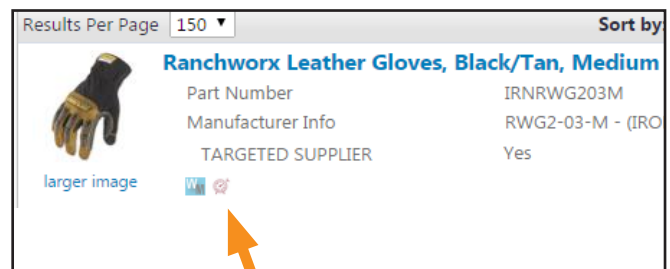 Results Per Page 150 ▼ Sort by:
Ranchworx Leather Gloves, Black/Tan, Medium
Part Number IRNRWG203M
Manufacturer Info RWG2-03-M - (IRO
TARGETED SUPPLIER Yes
larger image